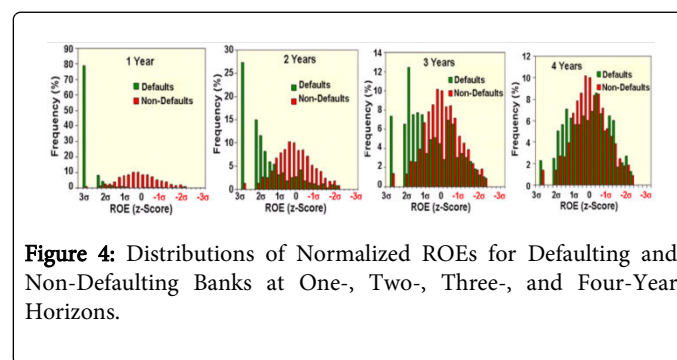 1 Year
Defaults
Non-Defaults
Frequency (%)
90
80
70
60
50
40
30
20
10
0
3σ 2σ 1σ 0 -1σ -2σ -3σ
ROE (z-Score)
2 Years
Defaults
Non-Defaults
Frequency (%)
30
25
20
15
10
5
0
3σ 2σ 1σ 0 -1σ -2σ -3σ
ROE (z-Score)
3 Years
Defaults
Non-Defaults
Frequency (%)
14
12
10
8
6
4
2
0
3σ 2σ 1σ 0 -1σ -2σ -3σ
ROE (z-Score)
4 Years
Defaults
Non-Defaults
Frequency (%)
12
10
8
6
4
2
0
3σ 2σ 1σ 0 -1σ -2σ -3σ
ROE (z-Score)
Figure 4: Distributions of Normalized ROEs for Defaulting and
Non-Defaulting Banks at One-, Two-, Three-, and Four-Year
Horizons.